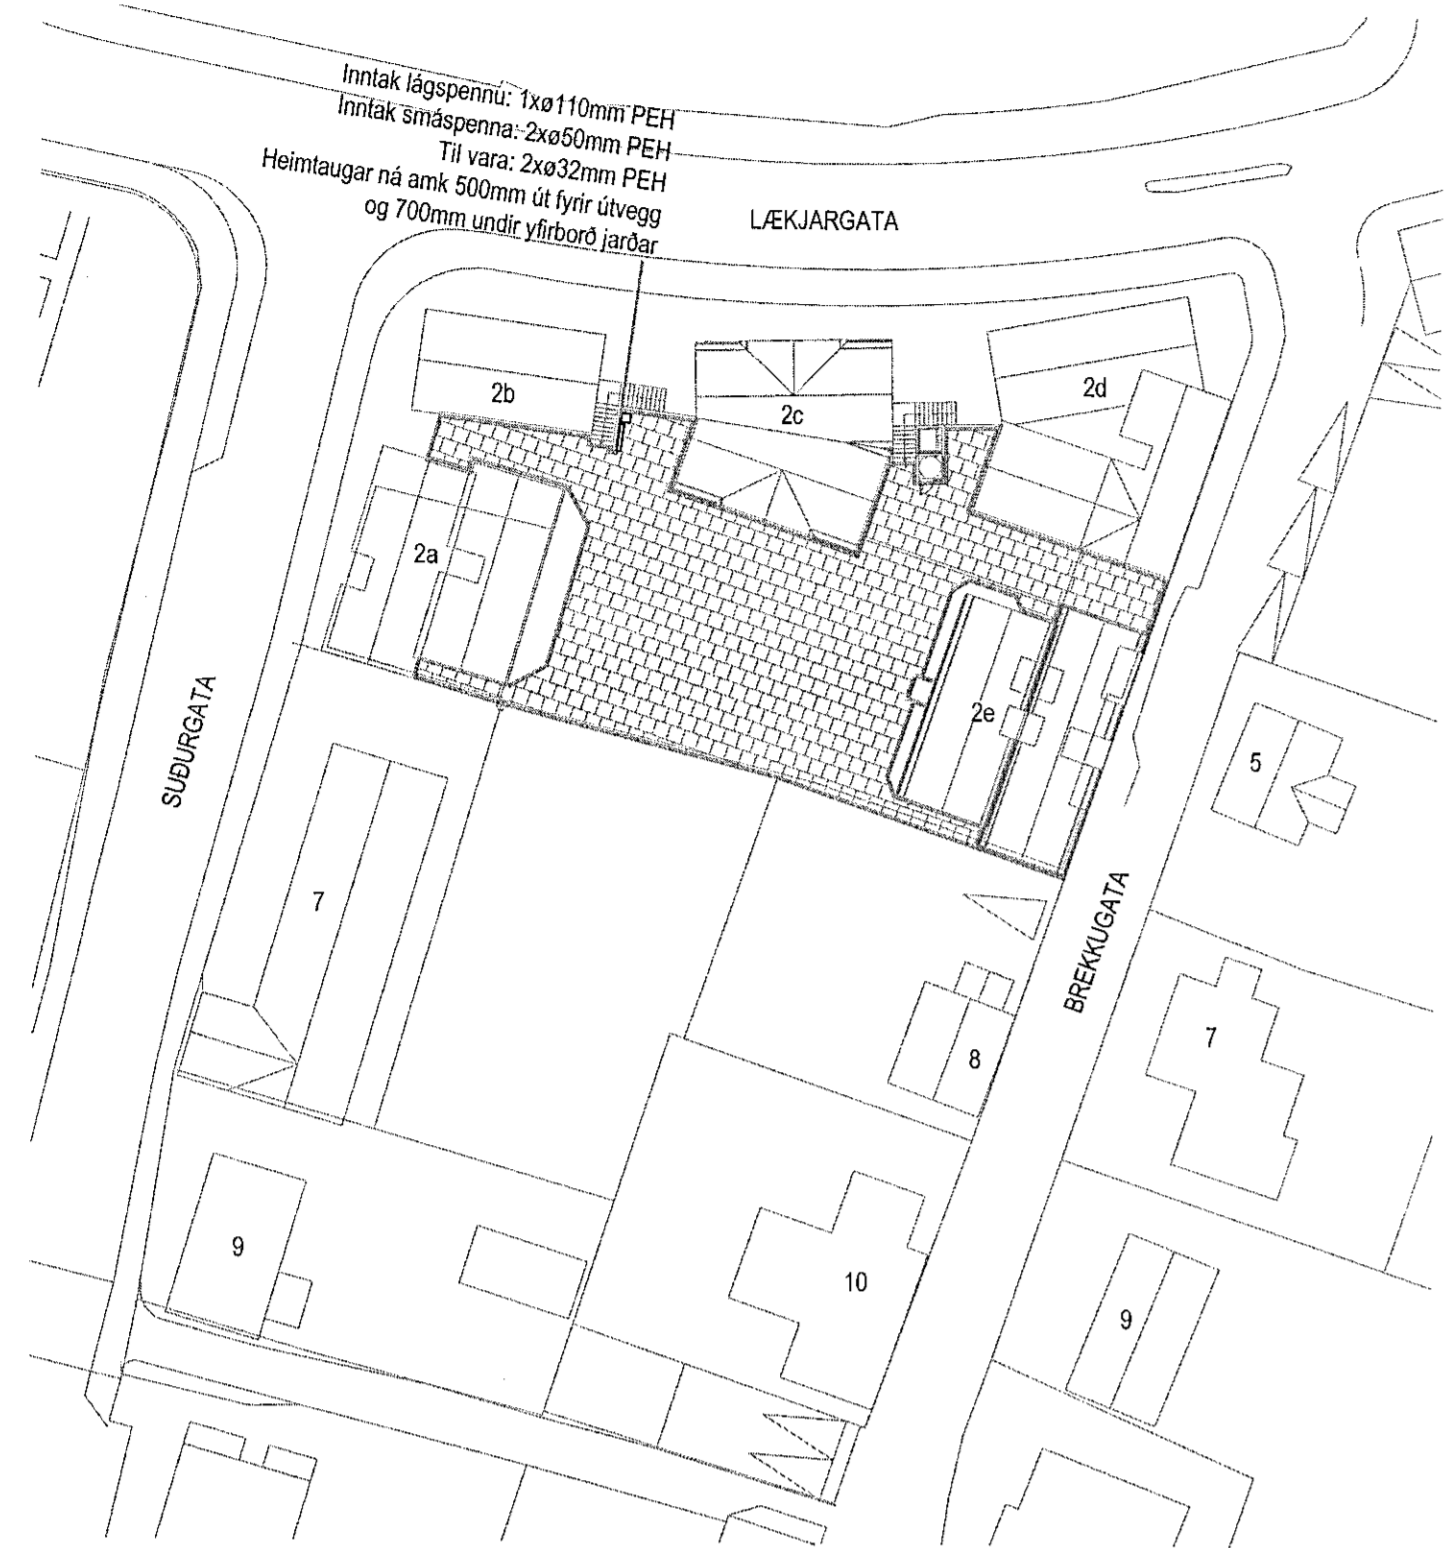 Inntak lágspennu: 1xø110mm PEH
Inntak smáspenna: 2xø50mm PEH
Til vara: 2xø32mm PEH
Heimtaugar ná amk 500mm út fyrir útvegg
og 700mm undir yfirborð jarðar
LÆKJARGATA
2b
2c
2d
2a
2e
SUÐURGATA
5
7
BREKKUGATA
8
7
9
10
9